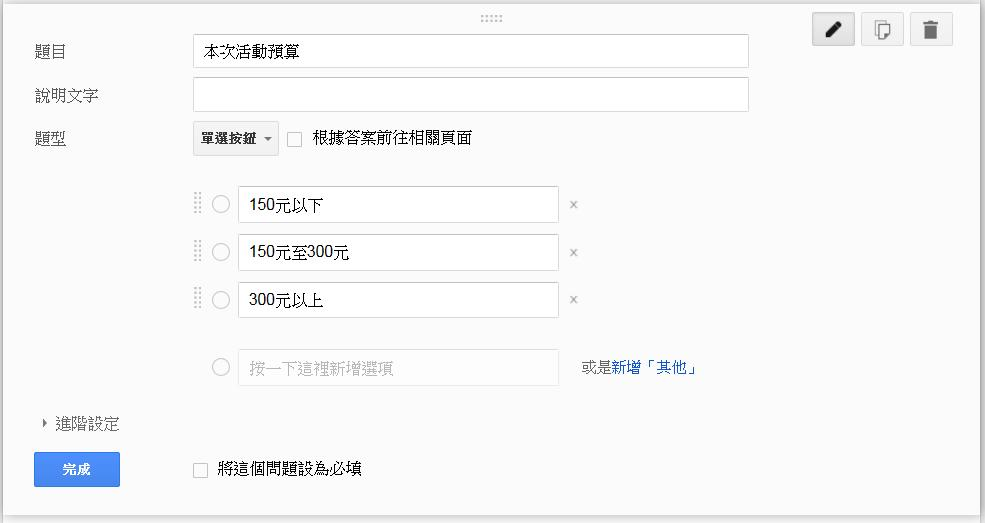 題目 本次活動預算
說明文字
題型 單選按鈕 根據答案前往相關頁面
150元以下 x
150元至300元 x
300元以上 x
按一下這裡新增選項 或是新增「其他」
進階設定
完成 將這個問題設為必填